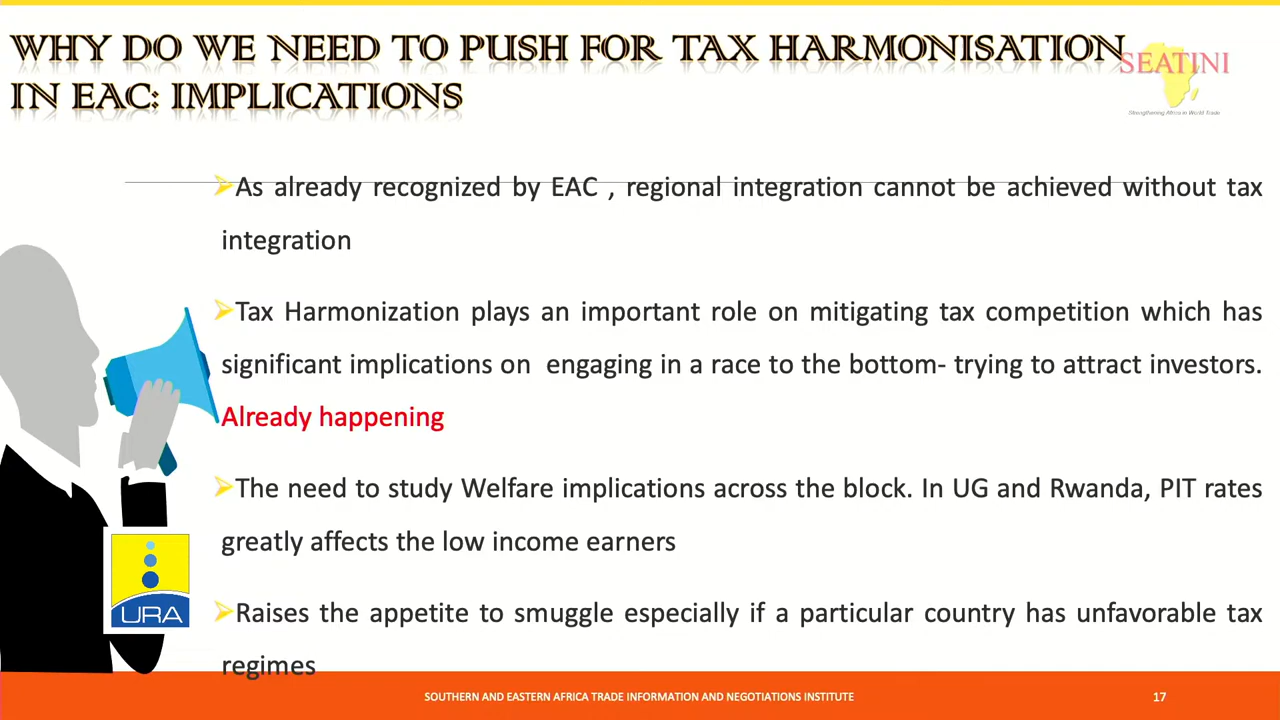 WHY DO WE NEED TO PUSH FOR TAX HARMONISATION
IN EAC: IMPLICATIONS
SEATINI
Strengthening Africa in World Trade
As already recognized by EAC , regional integration cannot be achieved without tax
integration
Tax Harmonization plays an important role on mitigating tax competition which has
significant implications on engaging in a race to the bottom- trying to attract investors.
Already happening
The need to study Welfare implications across the block. In UG and Rwanda, PIT rates
greatly affects the low income earners
URA
Raises the appetite to smuggle especially if a particular country has unfavorable tax
regimes
SOUTHERN AND EASTERN AFRICA TRADE INFORMATION AND NEGOTIATIONS INSTITUTE
17